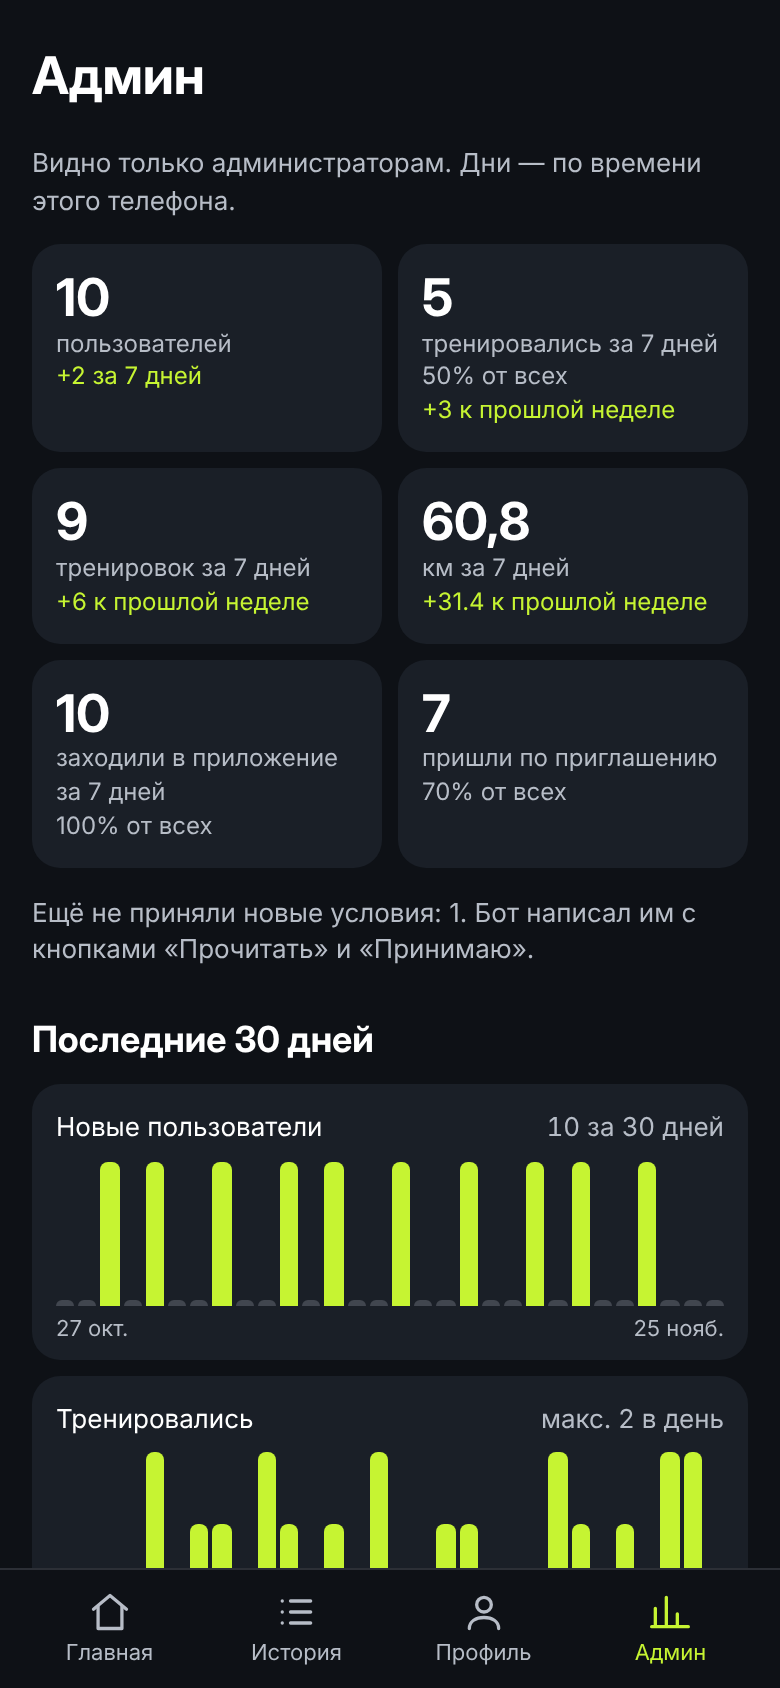 Админ
Видно только администраторам. Дни — по времени
этого телефона.
10
пользователей
+2 за 7 дней
5
тренировались за 7 дней
50% от всех
+3 к прошлой неделе
9
тренировок за 7 дней
+6 к прошлой неделе
60,8
км за 7 дней
+31.4 к прошлой неделе
10
заходили в приложение
за 7 дней
100% от всех
7
пришли по приглашению
70% от всех
Ещё не приняли новые условия: 1. Бот написал им с
кнопками «Прочитать» и «Принимаю».
Последние 30 дней
Новые пользователи
10 за 30 дней
27 окт.
25 нояб.
Тренировались
макс. 2 в день
Главная
История
Профиль
Админ